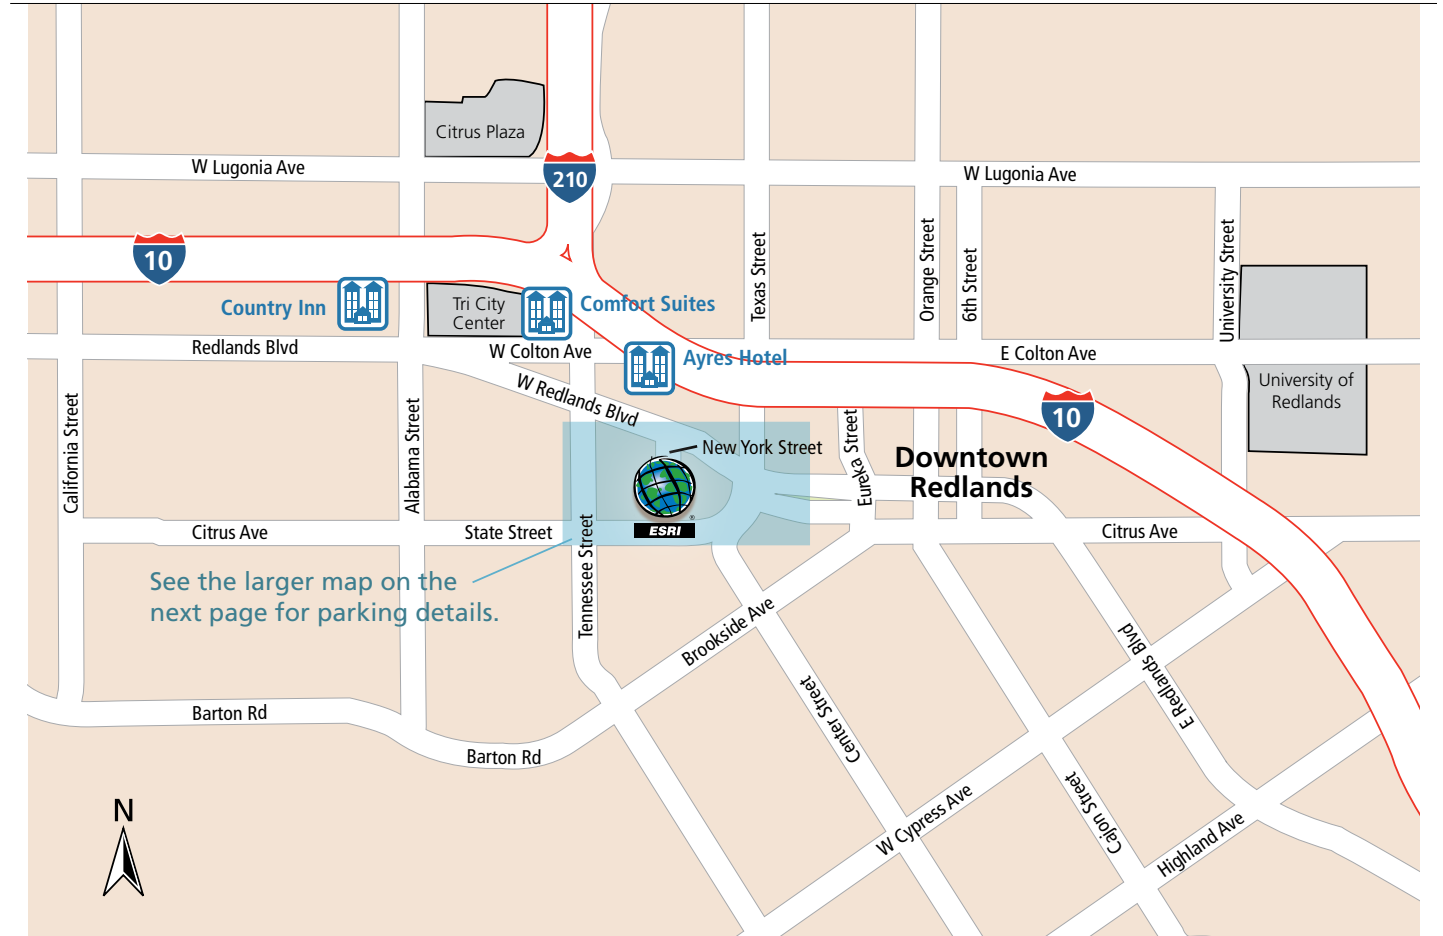 Citrus Plaza
W Lugonia Ave
210
W Lugonia Ave
10
Texas Street
Orange Street
6th Street
University Street
Country Inn
Tri City
Center
Comfort Suites
Redlands Blvd
W Colton Ave
Ayres Hotel
E Colton Ave
W Redlands Blvd
University of
Redlands
10
California Street
Alabama Street
New York Street
Eureka Street
Downtown
Redlands
ESRI
®
Citrus Ave
State Street
Tennessee Street
Citrus Ave
See the larger map on the
next page for parking details.
Brookside Ave
E Redlands Blvd
Center Street
Barton Rd
Barton Rd
W Cypress Ave
Cajon Street
Highland Ave
N